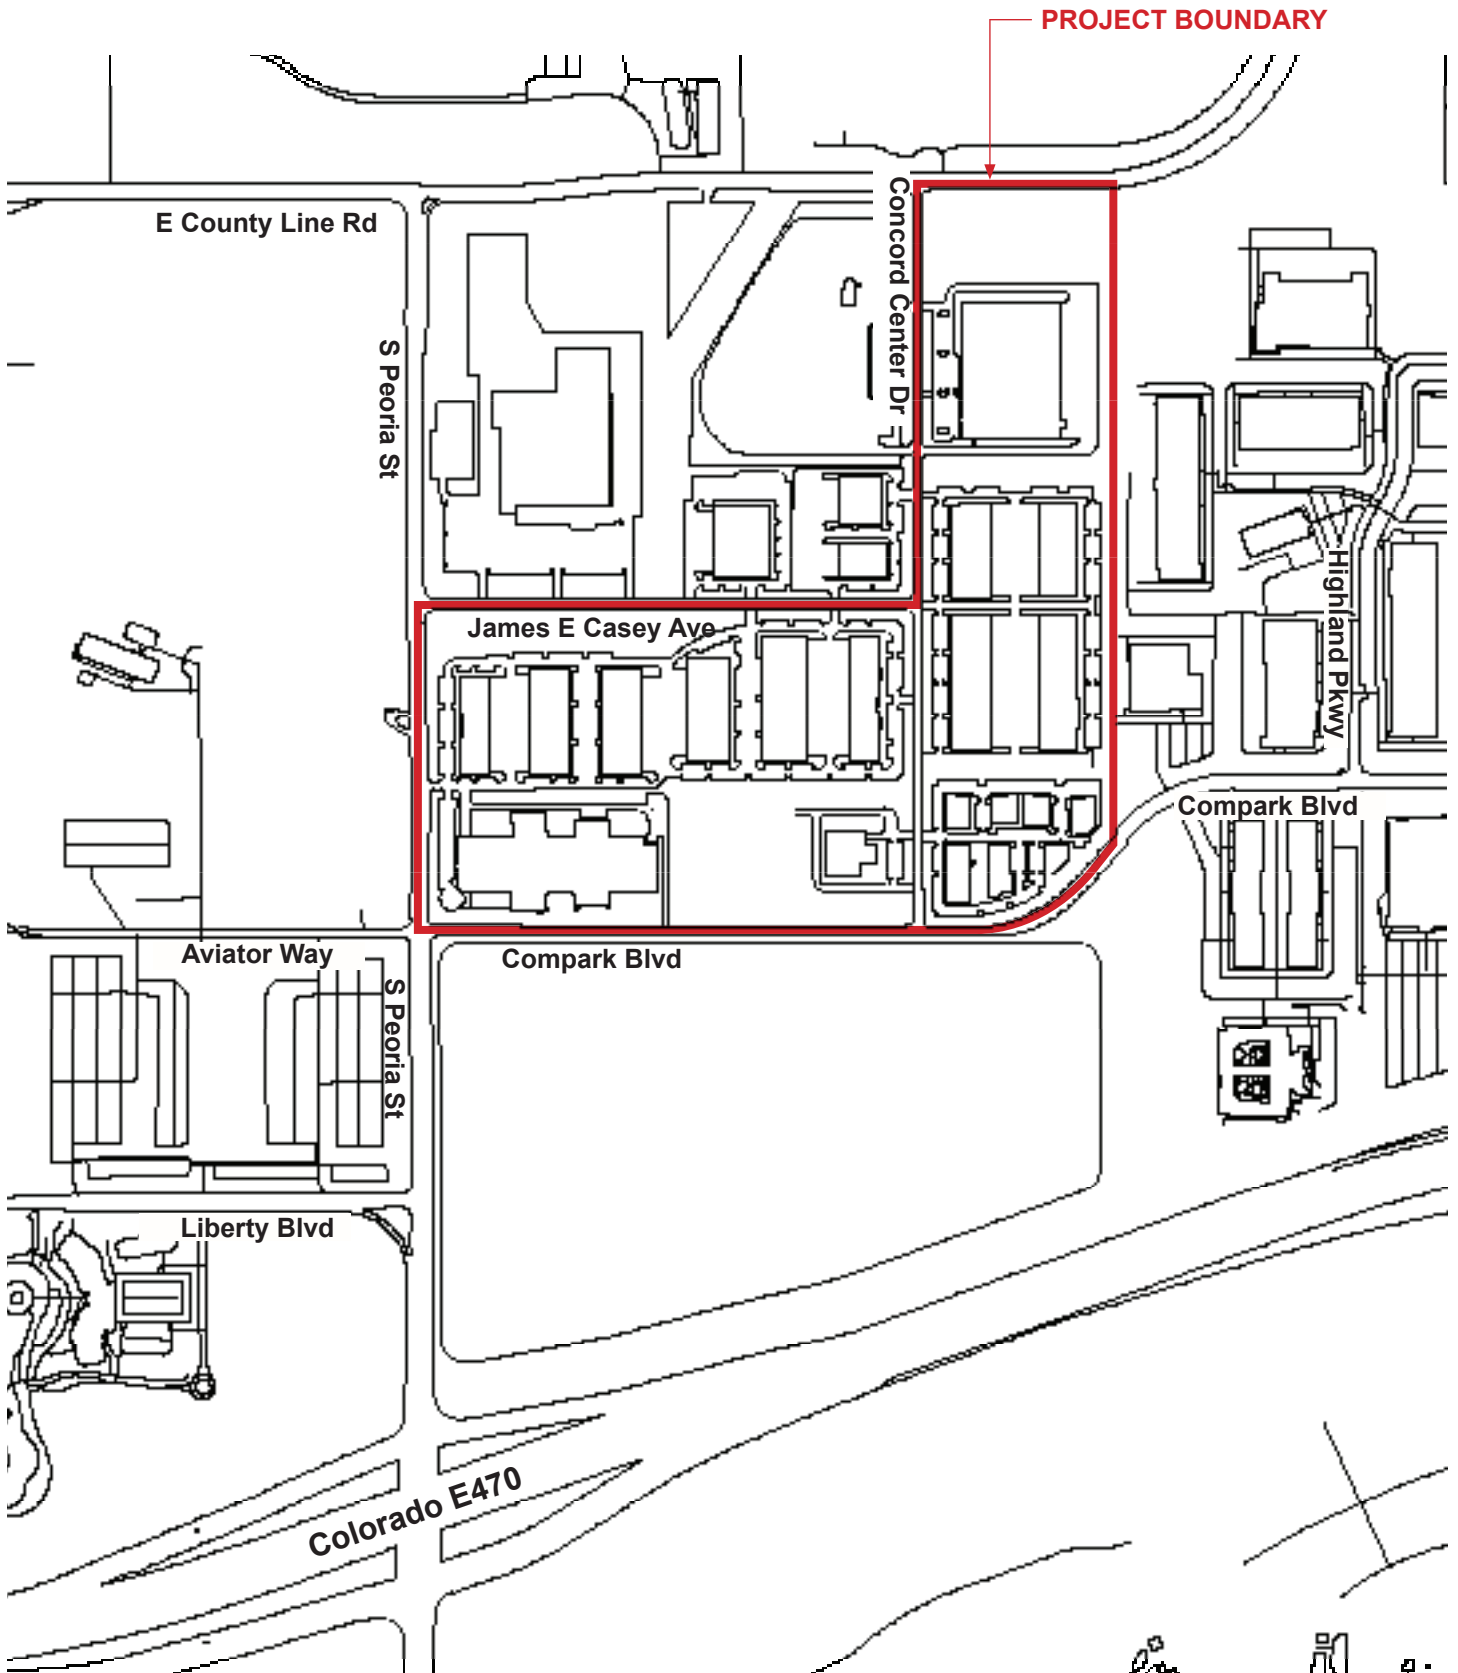 PROJECT BOUNDARY
E County Line Rd
Concord Center Dr
S Peoria St
James E Casey Ave
Highland Pkwy
Compark Blvd
Aviator Way
Compark Blvd
S Peoria St
Liberty Blvd
Colorado E470